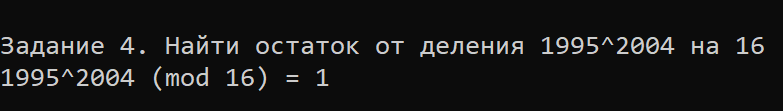 Задание 4. Найти остаток от деления 1995^2004 на 16
1995^2004 (mod 16) = 1